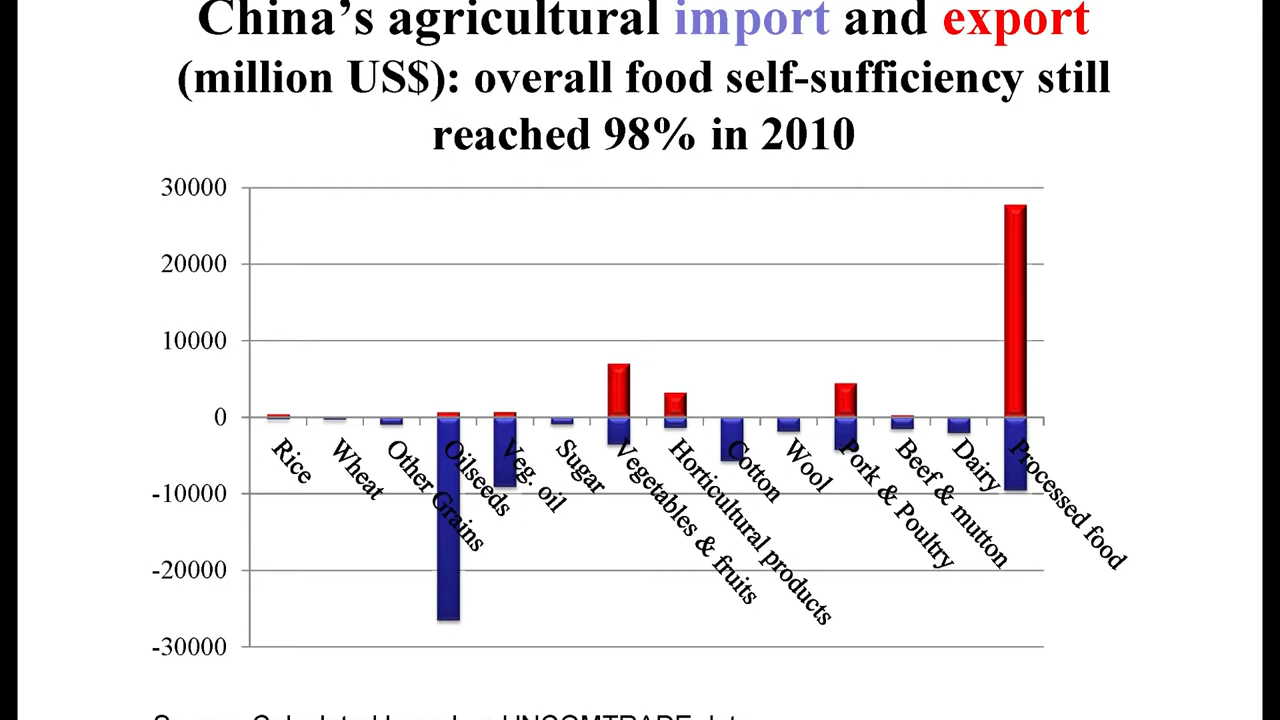 China's agricultural import and export
(million US$): overall food self-sufficiency still
reached 98% in 2010
30000
20000
10000
0
-10000
-20000
-30000
Rice
Wheat
Other Grains
Oilseeds
Veg. oil
Sugar
Vegetables & fruits
Horticultural products
Cotton
Wool
Pork & Poultry
Beef & mutton
Dairy
Processed food